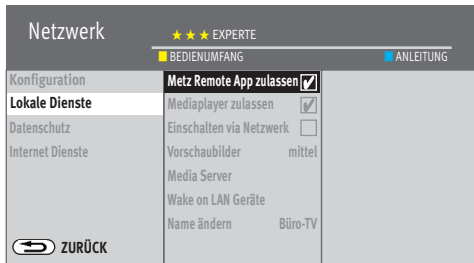 Netzwerk
★ ★ ★ EXPERTE
BEDIENUMFANG
ANLEITUNG
Konfiguration
Lokale Dienste
Datenschutz
Internet Dienste
Metz Remote App zulassen
Mediaplayer zulassen
Einschalten via Netzwerk
Vorschaubilder mittel
Media Server
Wake on LAN Geräte
Name ändern Büro-TV
ZURÜCK